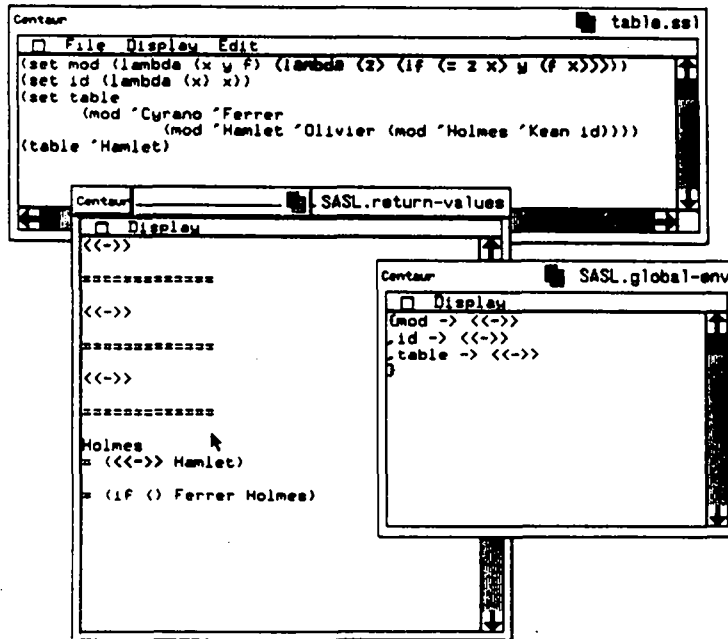 Centaur table.ssl
File Display Edit
(set mod (lambda (x y f) (lambda (z) (if (= z x) y (f x)))))
(set id (lambda (x) x))
(set table
(mod ´Cyrano ´Ferrer
(mod ´Hamlet ´Olivier (mod ´Holmes ´Kean id))))
(table ´Hamlet)
Centaur SASL.return-values
Display
<<->>
=============
<<->>
=============
<<->>
=============
Holmes
= (<<->> Hamlet)
= (if () Ferrer Holmes)
Centaur SASL.global-env
Display
{mod -> <<->>
,id -> <<->>
,table -> <<->>
}